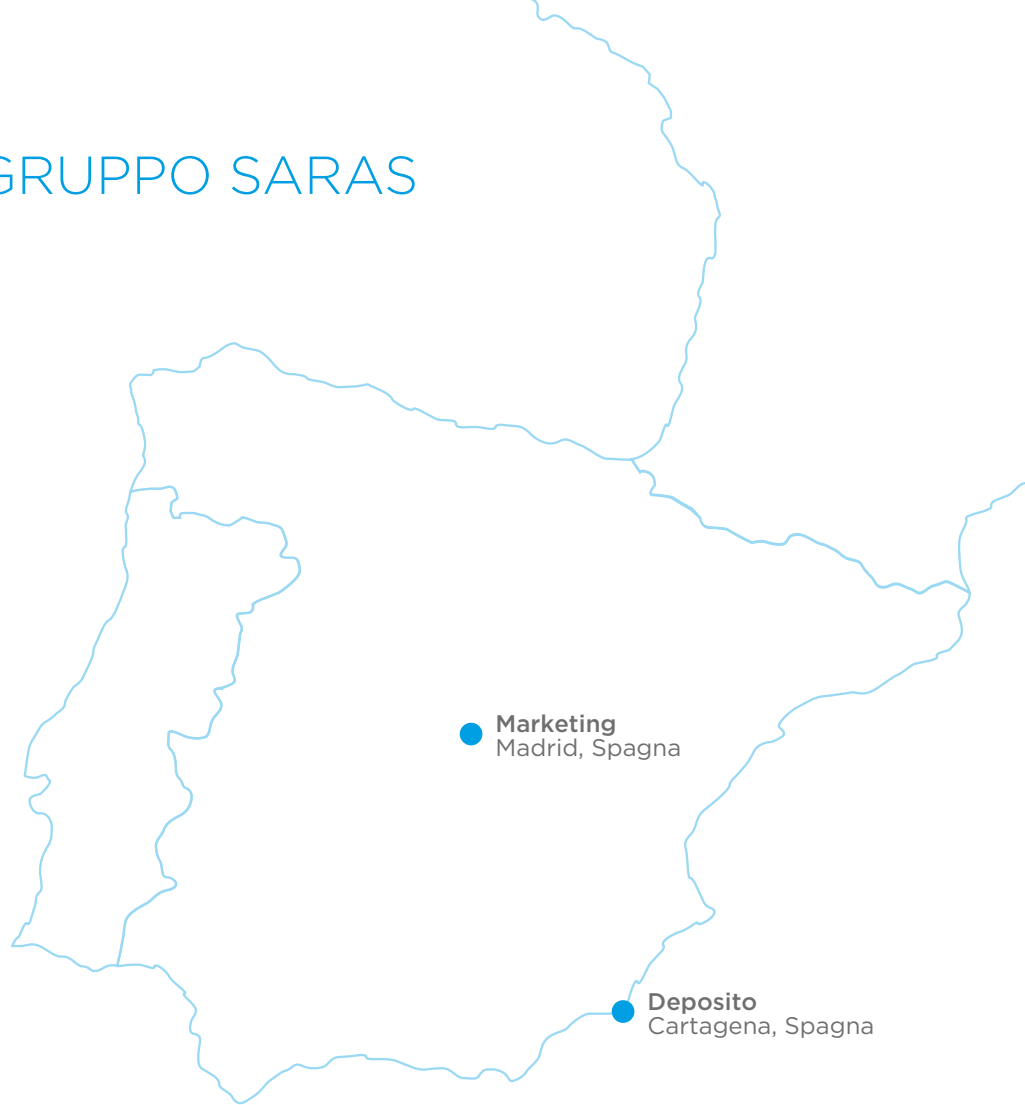 GRUPPO SARAS
Marketing
Madrid, Spagna
Deposito
Cartagena, Spagna